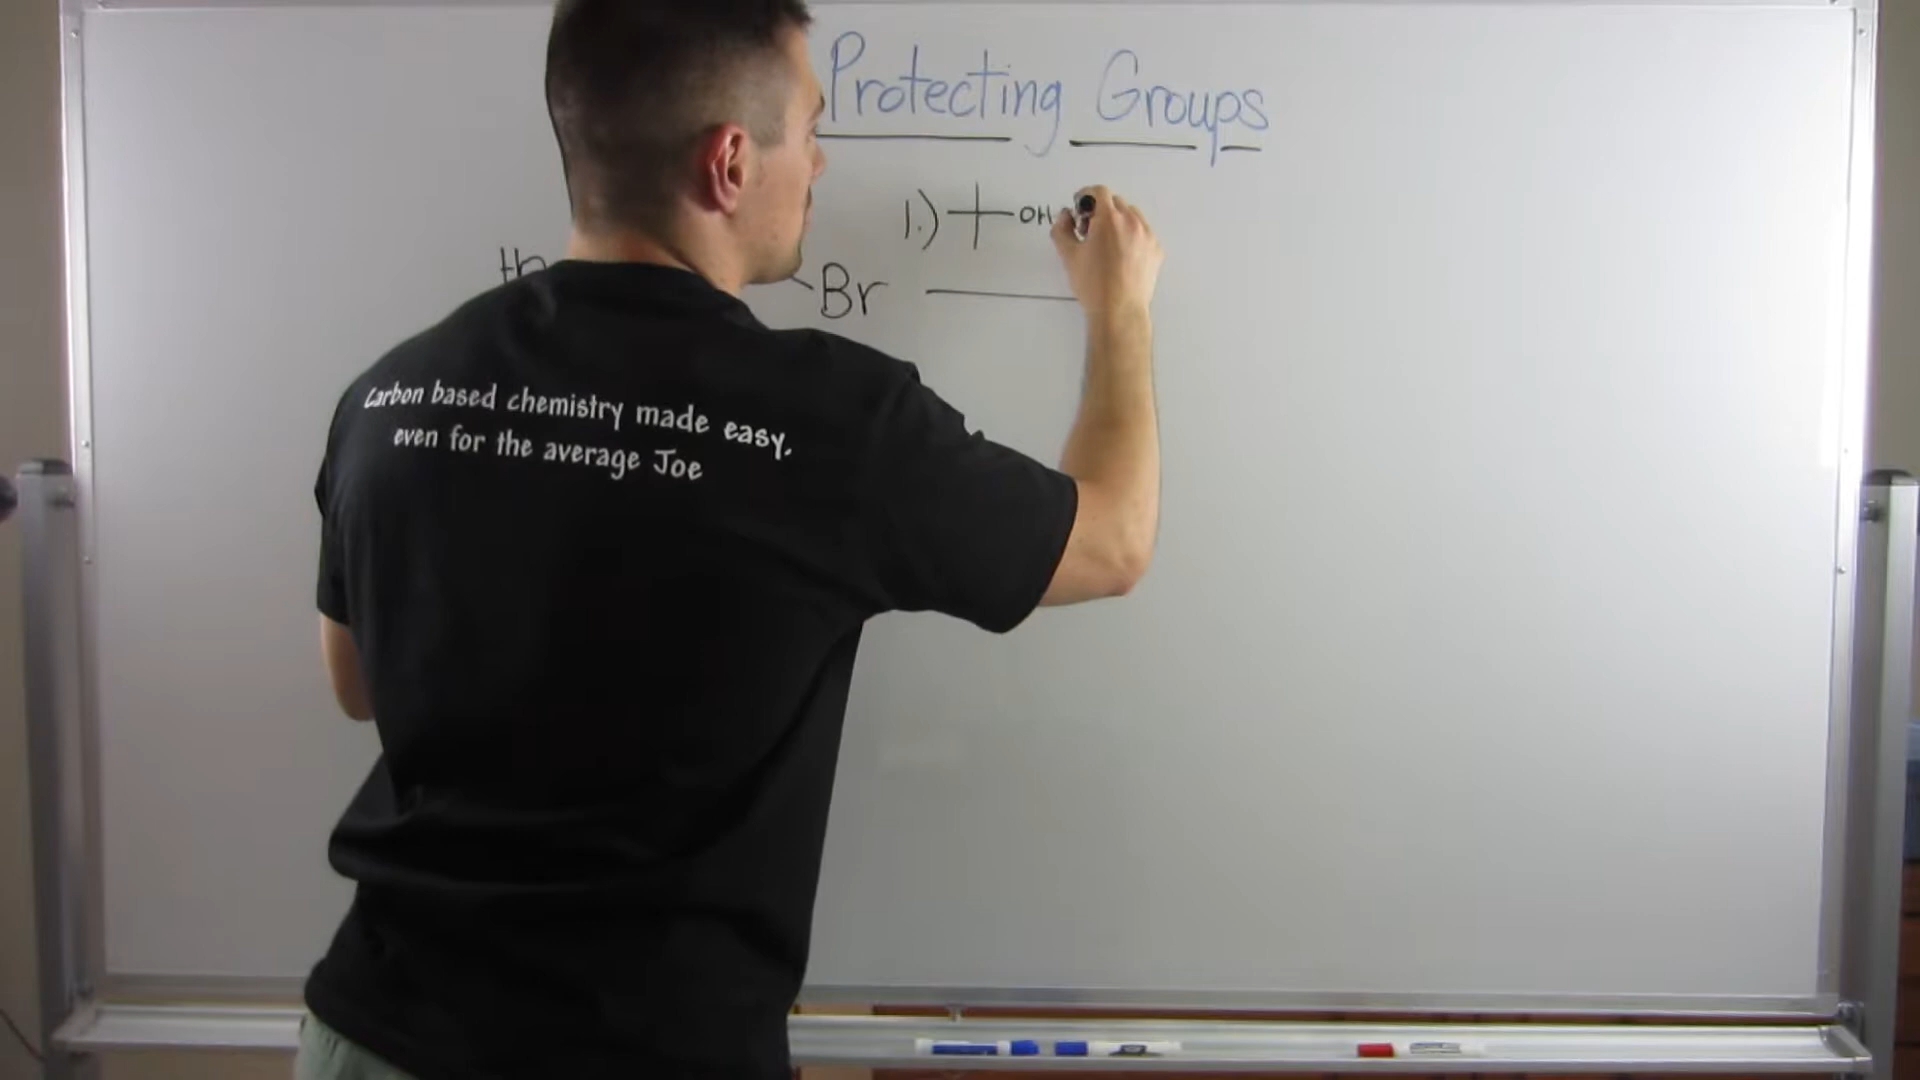 Protecting Groups
1.) OH
Br
Carbon based chemistry made easy,
even for the average Joe